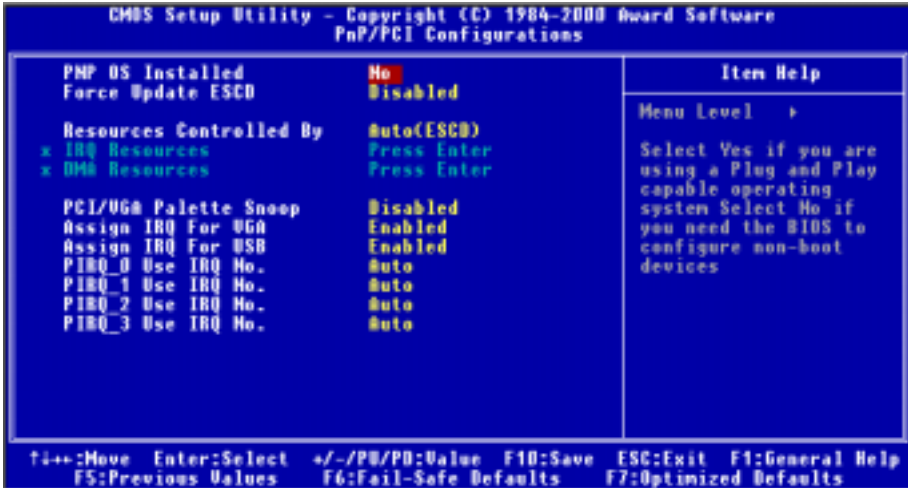 CMOS Setup Utility - Copyright (C) 1984-2000 Award Software
PnP/PCI Configurations
PNP OS Installed No
Force Update ESCD Disabled
Resources Controlled By Auto(ESCD)
x IRQ Resources Press Enter
x DMA Resources Press Enter
PCI/VGA Palette Snoop Disabled
Assign IRQ For VGA Enabled
Assign IRQ For USB Enabled
PIRQ_0 Use IRQ No. Auto
PIRQ_1 Use IRQ No. Auto
PIRQ_2 Use IRQ No. Auto
PIRQ_3 Use IRQ No. Auto
Item Help
Menu Level ▸
Select Yes if you are
using a Plug and Play
capable operating
system Select No if
you need the BIOS to
configure non-boot
devices
↑↓→←:Move Enter:Select +/-/PU/PD:Value F10:Save ESC:Exit F1:General Help
F5:Previous Values F6:Fail-Safe Defaults F7:Optimized Defaults